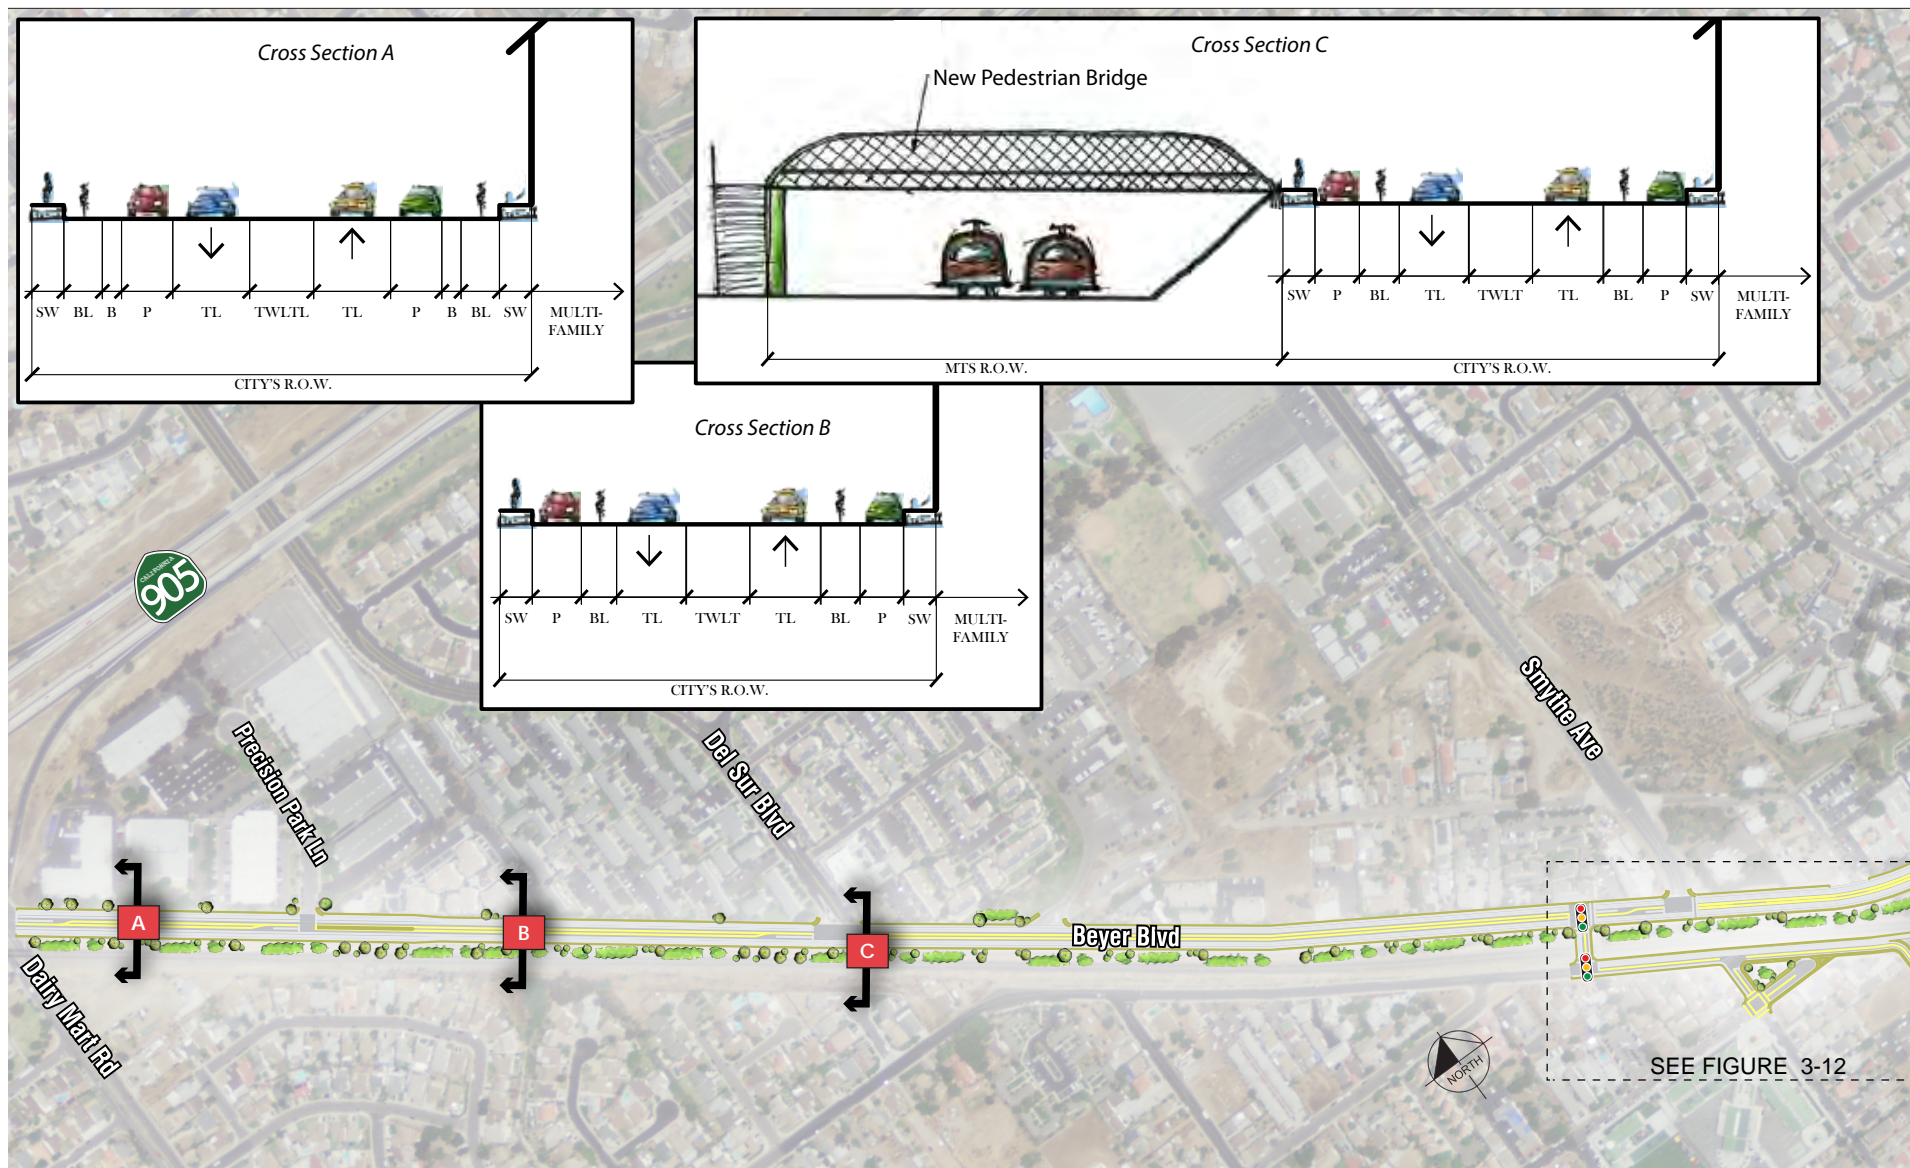 Cross Section A
SW BL B P TL TWLTL TL P B BL SW MULTI-
FAMILY
CITY'S R.O.W.
Cross Section C
New Pedestrian Bridge
SW P BL TL TWLT TL BL P SW MULTI-
FAMILY
MTS R.O.W. CITY'S R.O.W.
Cross Section B
SW P BL TL TWLT TL BL P SW MULTI-
FAMILY
CITY'S R.O.W.
CALIFORNIA
905
Precision Park Ln
Del Sur Blvd
Smythe Ave
A
B
C
Beyer Blvd
Dairy Mart Rd
NORTH
SEE FIGURE 3-12